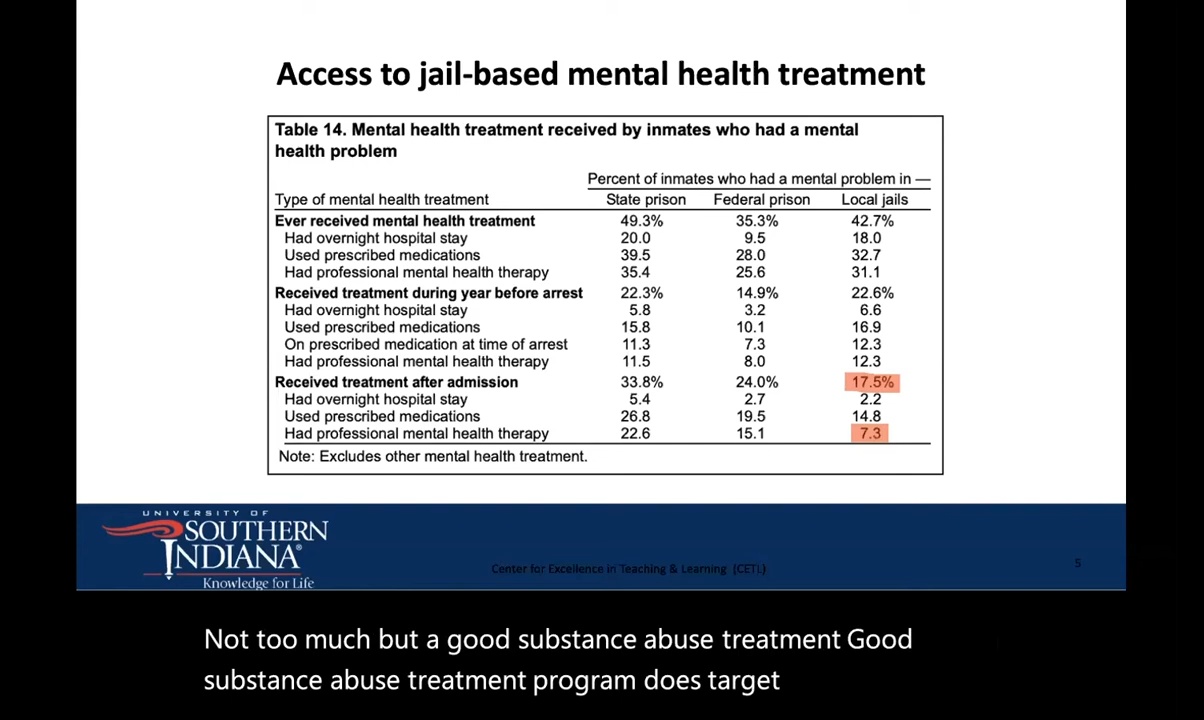 Access to jail-based mental health treatment
Table 14. Mental health treatment received by inmates who had a mental
health problem
Percent of inmates who had a mental problem in —
Type of mental health treatment State prison Federal prison Local jails
Ever received mental health treatment 49.3% 35.3% 42.7%
Had overnight hospital stay 20.0 9.5 18.0
Used prescribed medications 39.5 28.0 32.7
Had professional mental health therapy 35.4 25.6 31.1
Received treatment during year before arrest 22.3% 14.9% 22.6%
Had overnight hospital stay 5.8 3.2 6.6
Used prescribed medications 15.8 10.1 16.9
On prescribed medication at time of arrest 11.3 7.3 12.3
Had professional mental health therapy 11.5 8.0 12.3
Received treatment after admission 33.8% 24.0% 17.5%
Had overnight hospital stay 5.4 2.7 2.2
Used prescribed medications 26.8 19.5 14.8
Had professional mental health therapy 22.6 15.1 7.3
Note: Excludes other mental health treatment.
UNIVERSITY OF
SOUTHERN
INDIANA®
Knowledge for Life
Center for Excellence in Teaching & Learning (CETL)
5
Not too much but a good substance abuse treatment Good
substance abuse treatment program does target